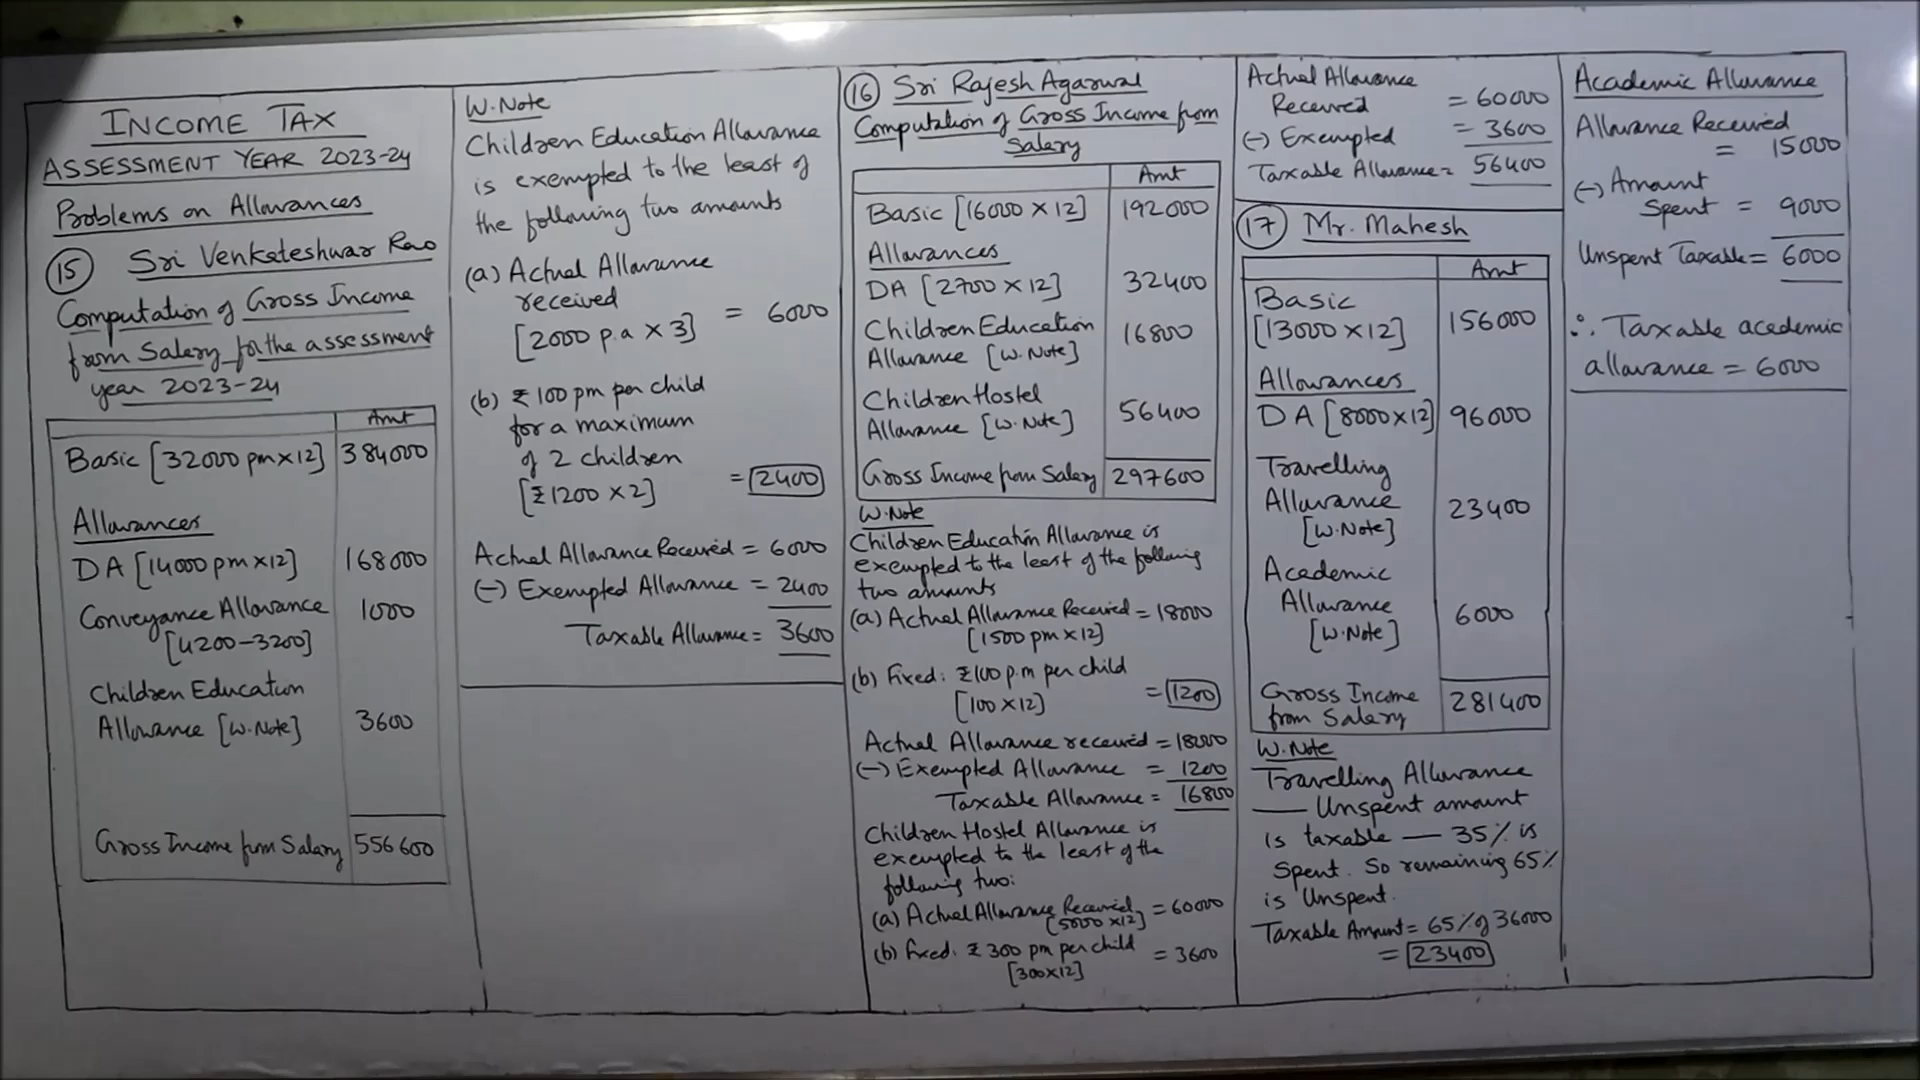 INCOME TAX
ASSESSMENT YEAR 2023-24
Problems on Allowances
15 Sri Venkateshwar Rao
Computation of Gross Income
from Salary for the assessment
year 2023-24
Amt
Basic [32000 pm x 12] 384000
Allowances
DA [14000 pm x 12] 168000
Conveyance Allowance 1000
[4200-3200]
Children Education
Allowance [W.Note] 3600
Gross Income from Salary 556600
W.Note
Children Education Allowance
is exempted to the least of
the following two amounts
(a) Actual Allowance
received
[2000 p.a x 3] = 6000
(b) ₹100 pm per child
for a maximum
of 2 children
[₹1200 x 2] = 2400
Actual Allowance Received = 6000
(-) Exempted Allowance = 2400
Taxable Allowance = 3600
16 Sri Rajesh Agarwal
Computation of Gross Income from
Salary
Amt
Basic [16000 x 12] 192000
Allowances
DA [2700 x 12] 32400
Children Education 16800
Allowance [W.Note]
Children Hostel
Allowance [W.Note] 56400
Gross Income from Salary 297600
W.Note
Children Education Allowance is
exempted to the least of the following
two amounts
(a) Actual Allowance Received = 18000
[1500 pm x 12]
(b) Fixed: ₹100 p.m per child
[100 x 12] = 1200
Actual Allowance received = 18000
(-) Exempted Allowance = 1200
Taxable Allowance = 16800
Children Hostel Allowance is
exempted to the least of the
following two:
(a) Actual Allowance Received = 60000
[5000 x 12]
(b) Fixed: ₹300 pm per child = 3600
[300 x 12]
Actual Allowance
Received = 60000
(-) Exempted = 3600
Taxable Allowance = 56400
17 Mr. Mahesh
Amt
Basic
[13000 x 12] 156000
Allowances
DA [8000 x 12] 96000
Travelling
Allowance 23400
[W.Note]
Academic
Allowance 6000
[W.Note]
Gross Income 281400
from Salary
W.Note
Travelling Allowance
— Unspent amount
is taxable — 35% is
Spent. So remaining 65%
is Unspent.
Taxable Amount = 65% of 36000
= 23400
Academic Allowance
Allowance Received
= 15000
(-) Amount
Spent = 9000
Unspent Taxable = 6000
∴ Taxable academic
allowance = 6000